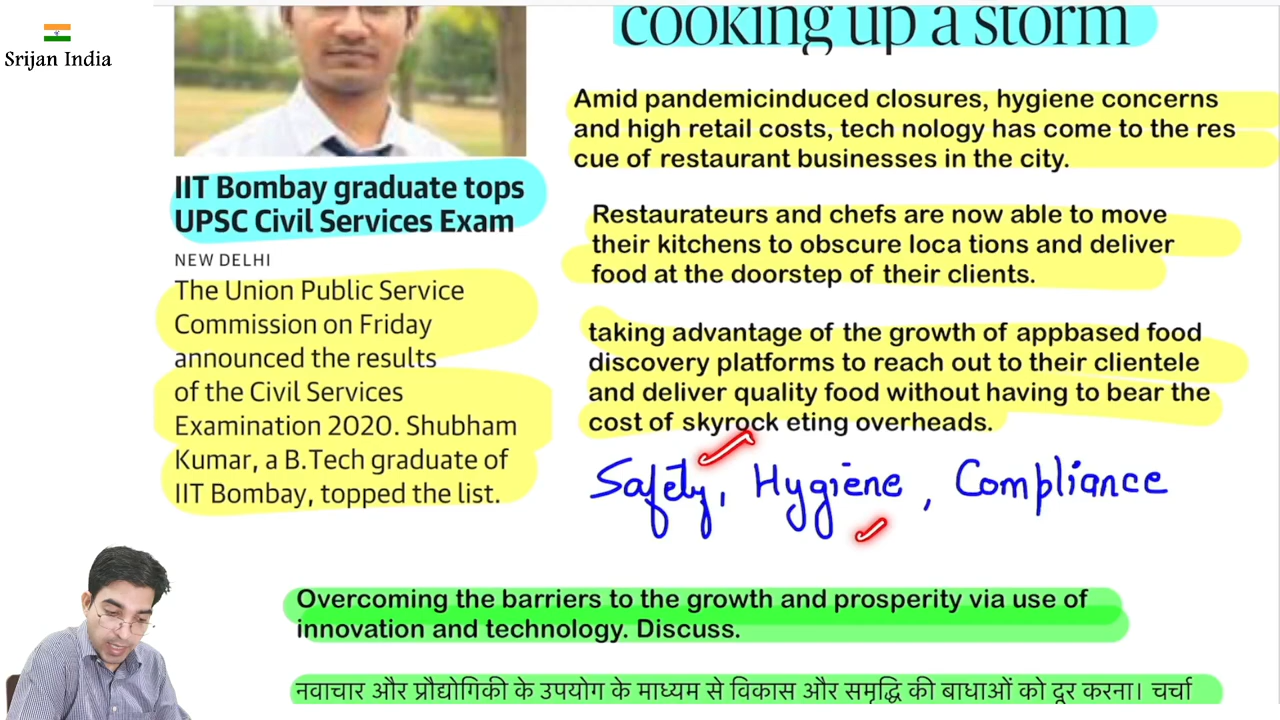 Srijan India
IIT Bombay graduate tops
UPSC Civil Services Exam
NEW DELHI
The Union Public Service
Commission on Friday
announced the results
of the Civil Services
Examination 2020. Shubham
Kumar, a B.Tech graduate of
IIT Bombay, topped the list.
cooking up a storm
Amid pandemicinduced closures, hygiene concerns
and high retail costs, tech nology has come to the res
cue of restaurant businesses in the city.
Restaurateurs and chefs are now able to move
their kitchens to obscure loca tions and deliver
food at the doorstep of their clients.
taking advantage of the growth of appbased food
discovery platforms to reach out to their clientele
and deliver quality food without having to bear the
cost of skyrock eting overheads.
Safety, Hygiene, Compliance
Overcoming the barriers to the growth and prosperity via use of
innovation and technology. Discuss.
नवाचार और प्रौद्योगिकी के उपयोग के माध्यम से विकास और समृद्धि की बाधाओं को दूर करना। चर्चा